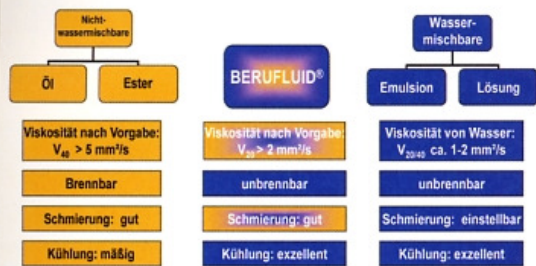 Nicht-
wassermischbare
Öl
Ester
Viskosität nach Vorgabe:
V40 > 5 mm²/s
Brennbar
Schmierung: gut
Kühlung: mäßig
BERUFLUID®
Viskosität nach Vorgabe:
V20 > 2 mm²/s
unbrennbar
Schmierung: gut
Kühlung: exzellent
Wasser-
mischbare
Emulsion
Lösung
Viskosität von Wasser:
V20/40 ca. 1-2 mm²/s
unbrennbar
Schmierung: einstellbar
Kühlung: exzellent